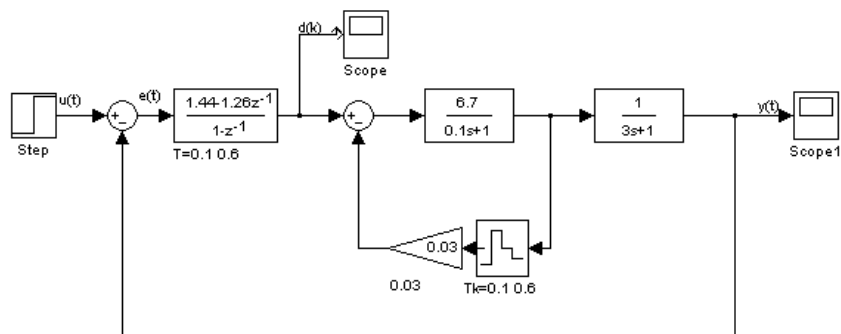 d(k)
Scope
u(t)
Step
+
−
e(t)
1.44-1.26z⁻¹
1-z⁻¹
T=0.1 0.6
+
−
6.7
0.1s+1
1
3s+1
y(t)
Scope1
0.03
0.03
Tk=0.1 0.6